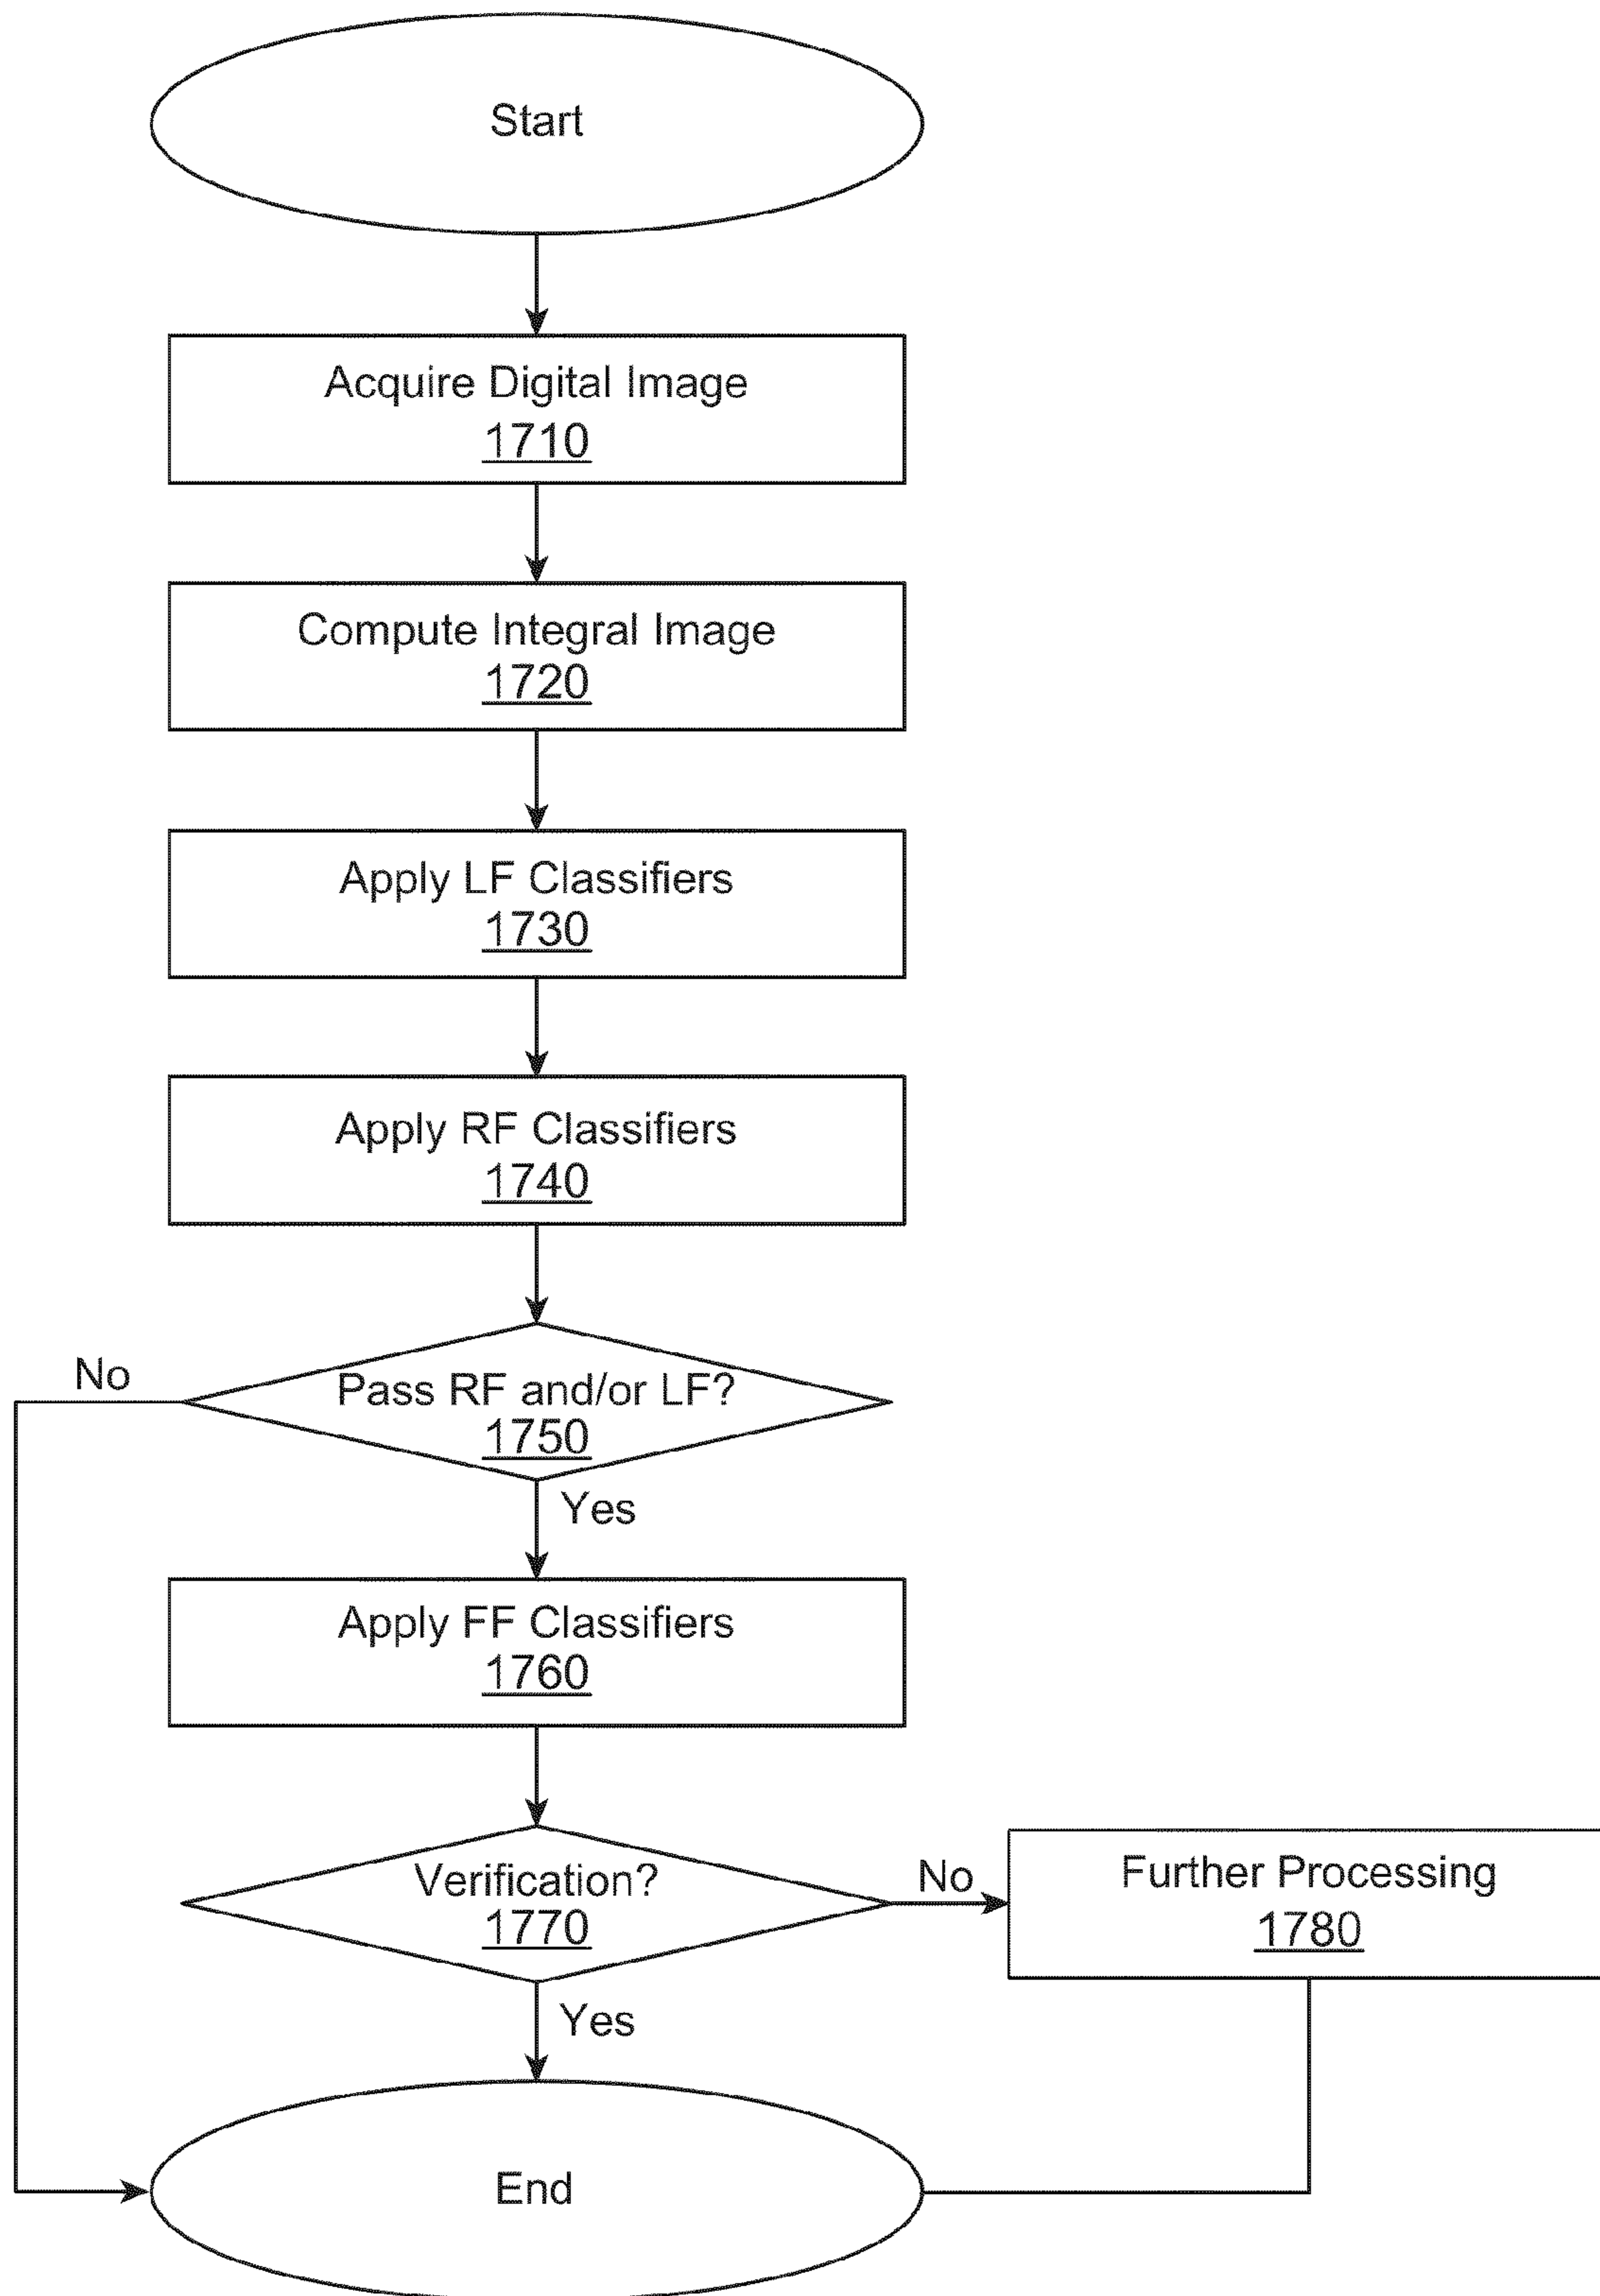 Start
Acquire Digital Image
1710
Compute Integral Image
1720
Apply LF Classifiers
1730
Apply RF Classifiers
1740
No
Pass RF and/or LF?
1750
Yes
Apply FF Classifiers
1760
Verification?
1770
No
Further Processing
1780
Yes
End